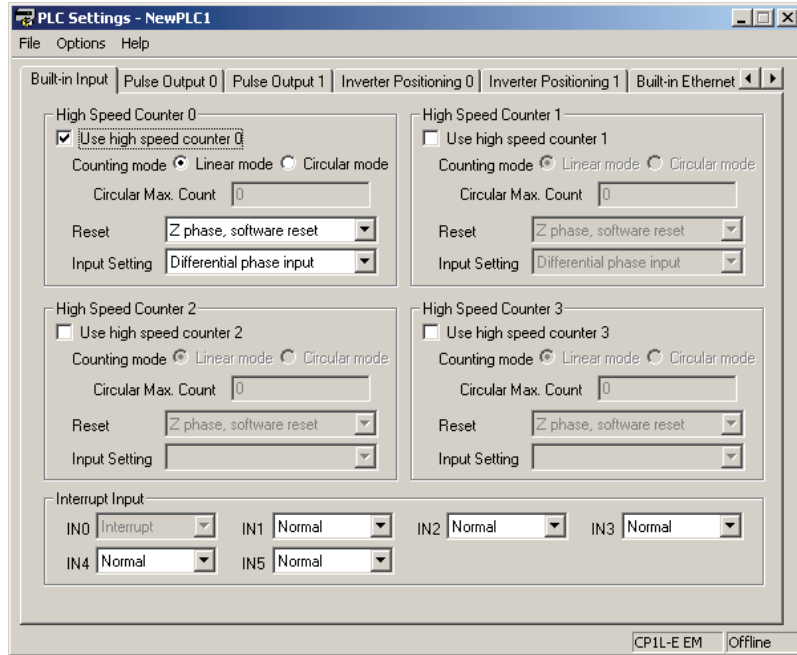 PLC Settings - NewPLC1
File Options Help
Built-in Input Pulse Output 0 Pulse Output 1 Inverter Positioning 0 Inverter Positioning 1 Built-in Ethernet
High Speed Counter 0
Use high speed counter 0
Counting mode Linear mode Circular mode
Circular Max. Count 0
Reset Z phase, software reset
Input Setting Differential phase input
High Speed Counter 1
Use high speed counter 1
Counting mode Linear mode Circular mode
Circular Max. Count 0
Reset Z phase, software reset
Input Setting Differential phase input
High Speed Counter 2
Use high speed counter 2
Counting mode Linear mode Circular mode
Circular Max. Count 0
Reset Z phase, software reset
Input Setting
High Speed Counter 3
Use high speed counter 3
Counting mode Linear mode Circular mode
Circular Max. Count 0
Reset Z phase, software reset
Input Setting
Interrupt Input
IN0 Interrupt IN1 Normal IN2 Normal IN3 Normal
IN4 Normal IN5 Normal
CP1L-E EM Offline